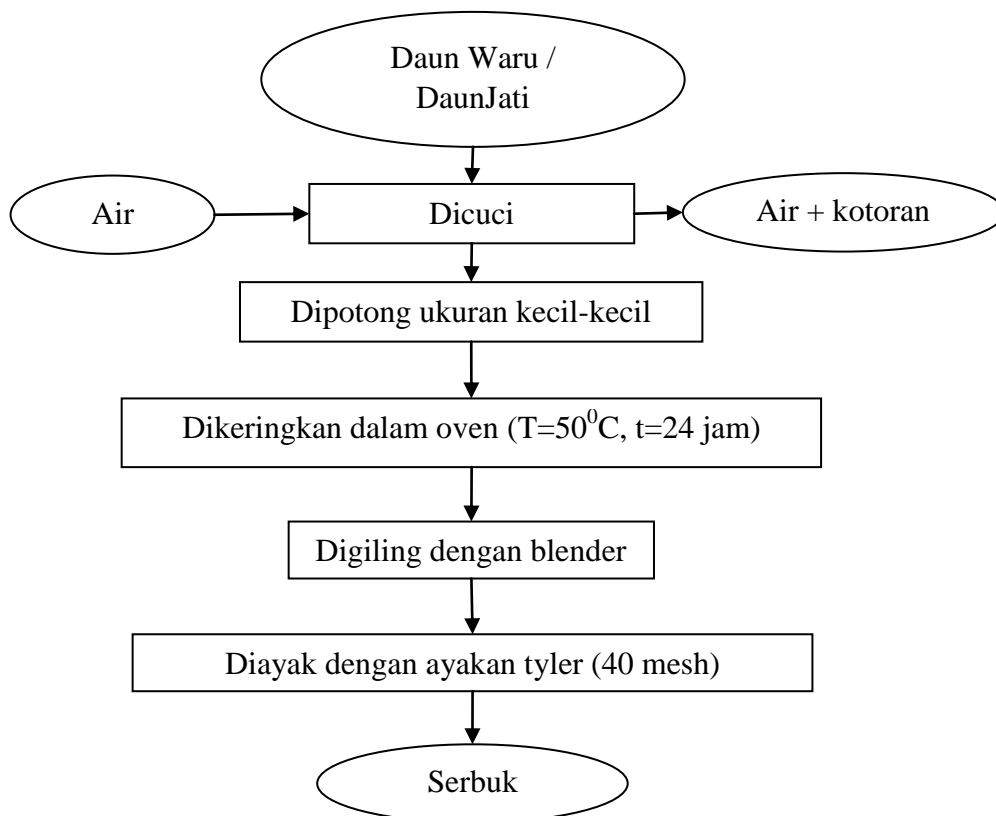 Daun Waru /
DaunJati
Air
Dicuci
Air + kotoran
Dipotong ukuran kecil-kecil
Dikeringkan dalam oven (T=50⁰C, t=24 jam)
Digiling dengan blender
Diayak dengan ayakan tyler (40 mesh)
Serbuk